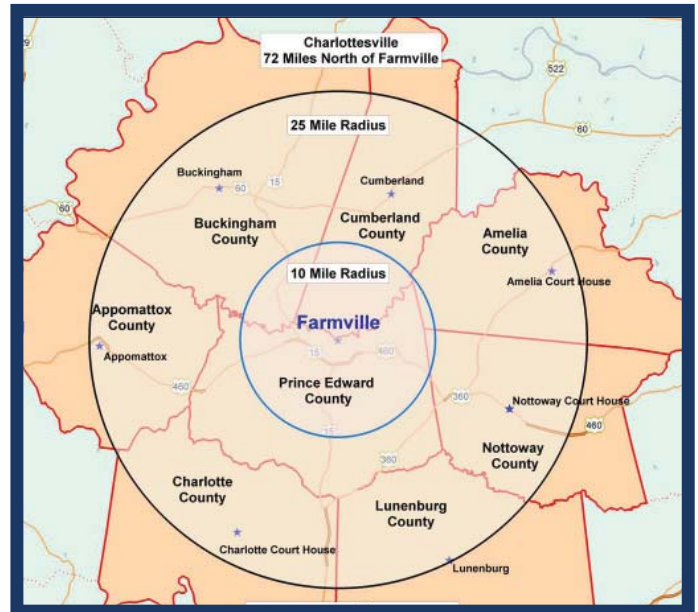 Charlottesville
72 Miles North of Farmville
522
60
25 Mile Radius
Buckingham
15
60
Cumberland
60
Buckingham
County
Cumberland
County
Amelia
County
10 Mile Radius
Amelia Court House
Appomattox
County
Farmville
Appomattox
15
460
Prince Edward
County
460
360
Nottoway Court House
460
15
360
Nottoway
County
Charlotte
County
Lunenburg
County
Charlotte Court House
Lunenburg